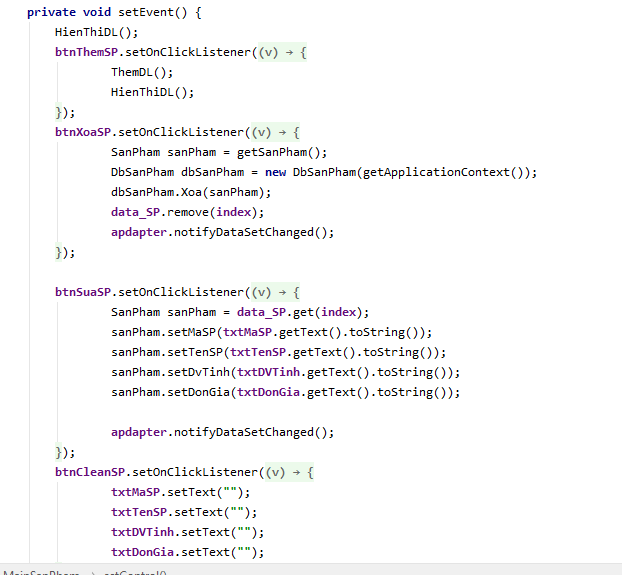 private void setEvent() {
HienThiDL();
btnThemSP.setOnClickListener((v) → {
ThemDL();
HienThiDL();
});
btnXoaSP.setOnClickListener((v) → {
SanPham sanPham = getSanPham();
DbSanPham dbSanPham = new DbSanPham(getApplicationContext());
dbSanPham.Xoa(sanPham);
data_SP.remove(index);
apdapter.notifyDataSetChanged();
});
btnSuaSP.setOnClickListener((v) → {
SanPham sanPham = data_SP.get(index);
sanPham.setMaSP(txtMaSP.getText().toString());
sanPham.setTenSP(txtTenSP.getText().toString());
sanPham.setDvTinh(txtDVTinh.getText().toString());
sanPham.setDonGia(txtDonGia.getText().toString());
apdapter.notifyDataSetChanged();
});
btnCleanSP.setOnClickListener((v) → {
txtMaSP.setText("");
txtTenSP.setText("");
txtDVTinh.setText("");
txtDonGia.setText("");